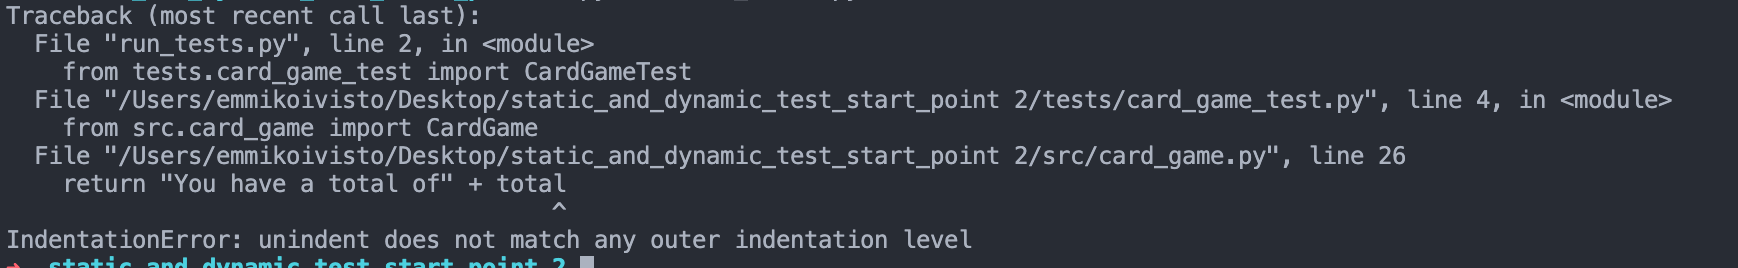 Traceback (most recent call last):
File "run_tests.py", line 2, in <module>
from tests.card_game_test import CardGameTest
File "/Users/emmikoivisto/Desktop/static_and_dynamic_test_start_point 2/tests/card_game_test.py", line 4, in <module>
from src.card_game import CardGame
File "/Users/emmikoivisto/Desktop/static_and_dynamic_test_start_point 2/src/card_game.py", line 26
return "You have a total of" + total
^
IndentationError: unindent does not match any outer indentation level
→ static_and_dynamic_test_start_point 2